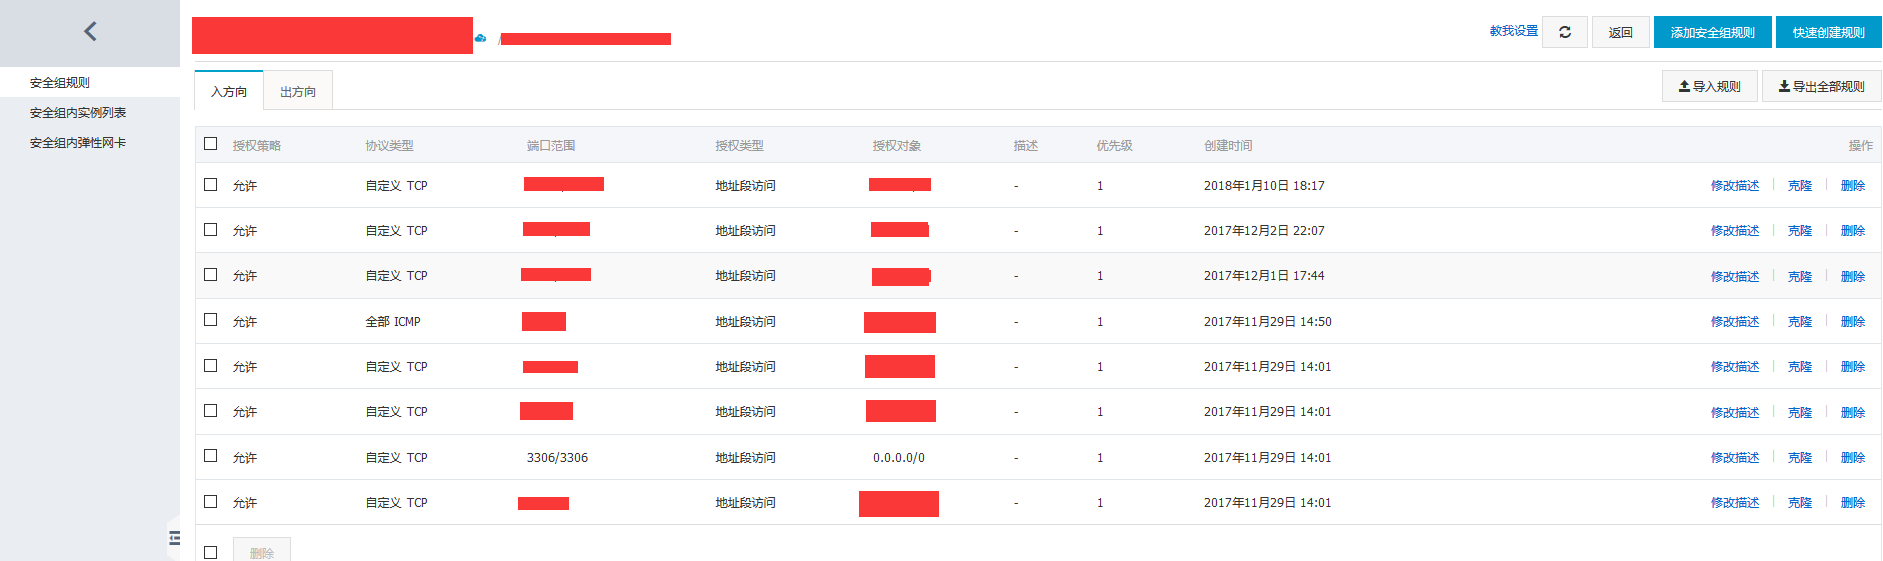 教我设置 返回 添加安全组规则 快速创建规则
安全组规则
安全组内实例列表
安全组内弹性网卡
入方向 出方向 导入规则 导出全部规则
授权策略 协议类型 端口范围 授权类型 授权对象 描述 优先级 创建时间 操作
允许 自定义 TCP 地址段访问 - 1 2018年1月10日 18:17 修改描述 克隆 删除
允许 自定义 TCP 地址段访问 - 1 2017年12月2日 22:07 修改描述 克隆 删除
允许 自定义 TCP 地址段访问 - 1 2017年12月1日 17:44 修改描述 克隆 删除
允许 全部 ICMP 地址段访问 - 1 2017年11月29日 14:50 修改描述 克隆 删除
允许 自定义 TCP 地址段访问 - 1 2017年11月29日 14:01 修改描述 克隆 删除
允许 自定义 TCP 地址段访问 - 1 2017年11月29日 14:01 修改描述 克隆 删除
允许 自定义 TCP 3306/3306 地址段访问 0.0.0.0/0 - 1 2017年11月29日 14:01 修改描述 克隆 删除
允许 自定义 TCP 地址段访问 - 1 2017年11月29日 14:01 修改描述 克隆 删除
删除